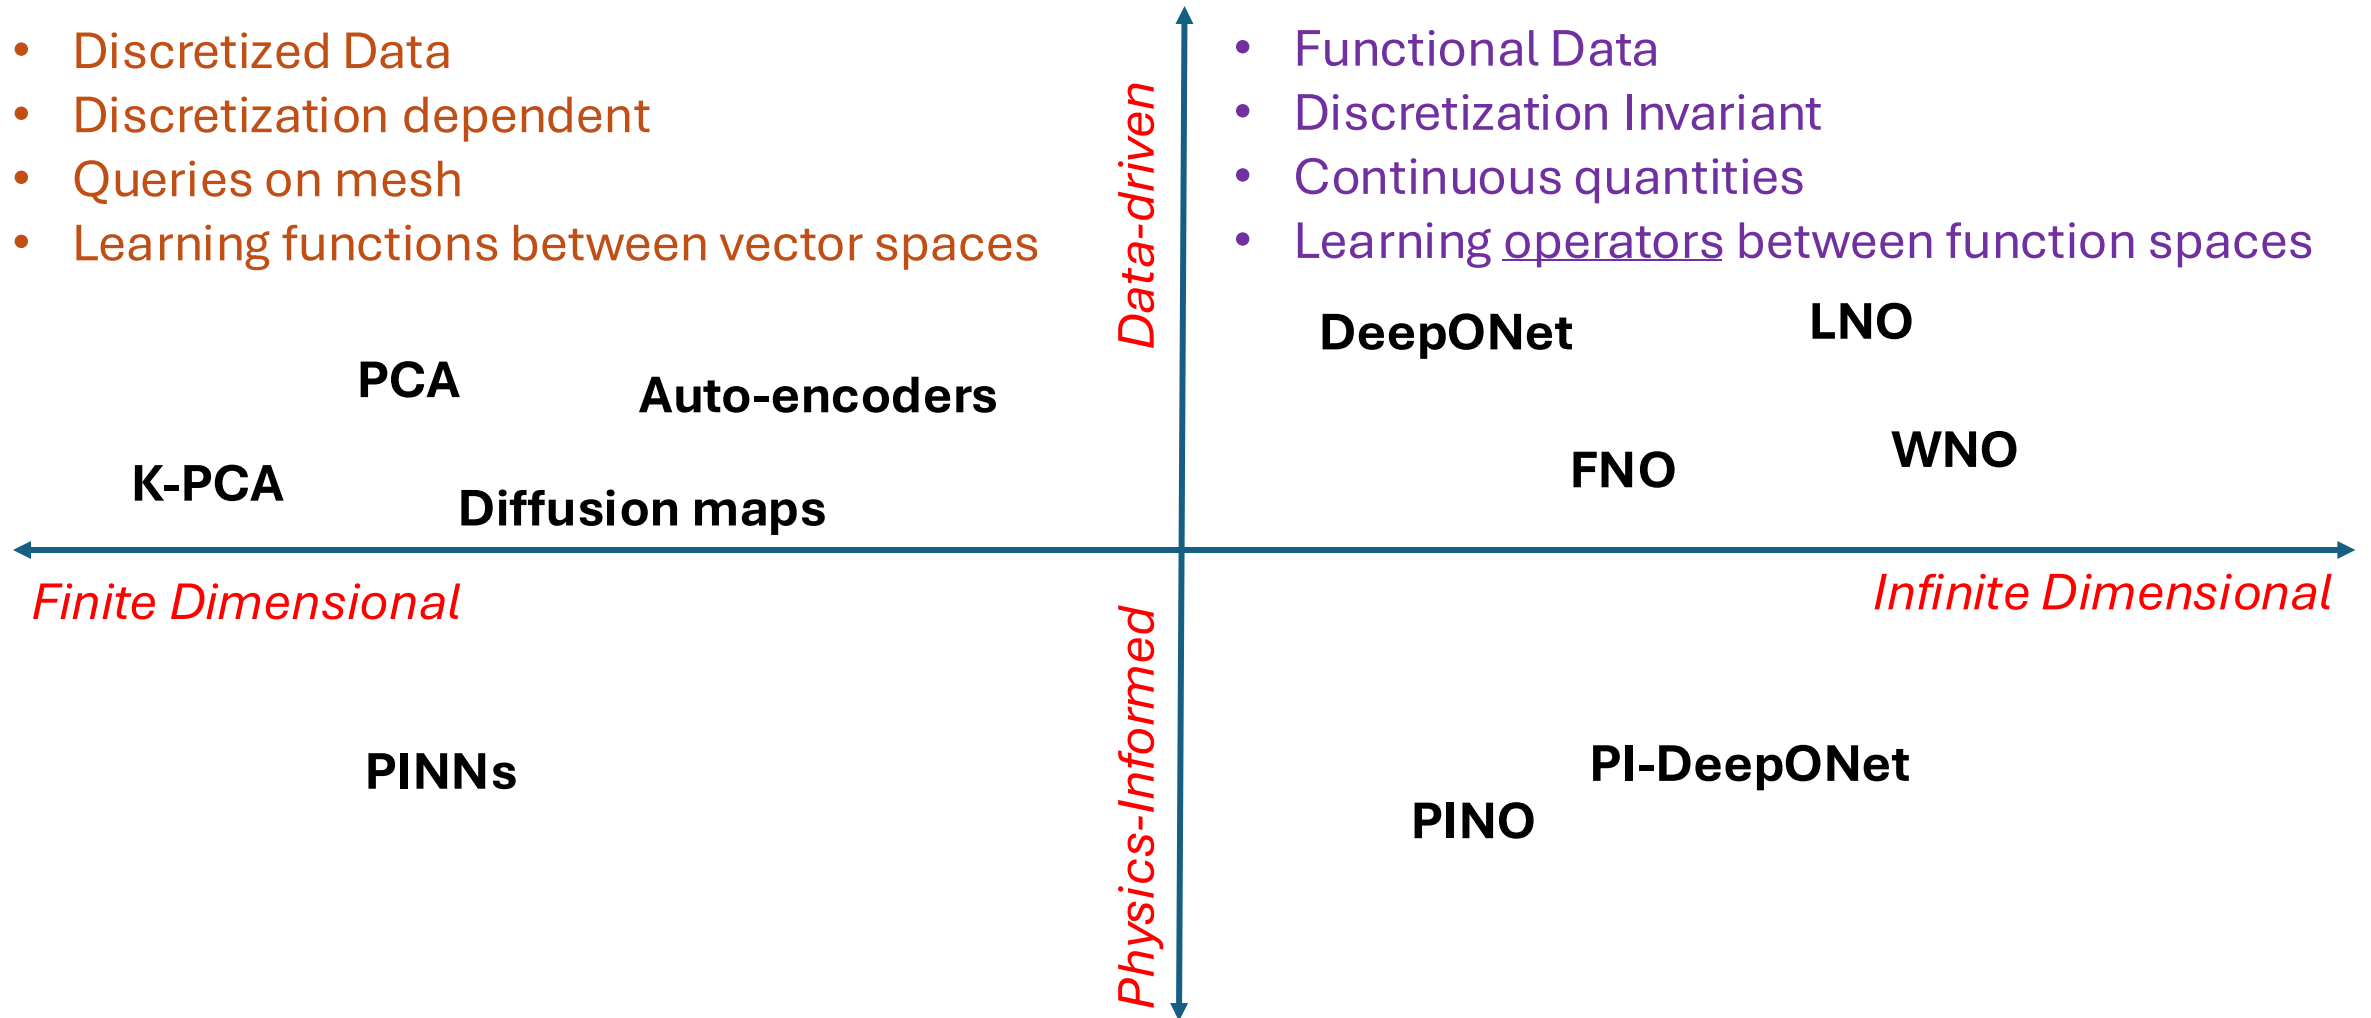 • Discretized Data
• Discretization dependent
• Queries on mesh
• Learning functions between vector spaces
• Functional Data
• Discretization Invariant
• Continuous quantities
• Learning operators between function spaces
Data-driven
DeepONet
LNO
PCA
Auto-encoders
FNO
WNO
K-PCA
Diffusion maps
Finite Dimensional
Infinite Dimensional
Physics-Informed
PINNs
PI-DeepONet
PINO